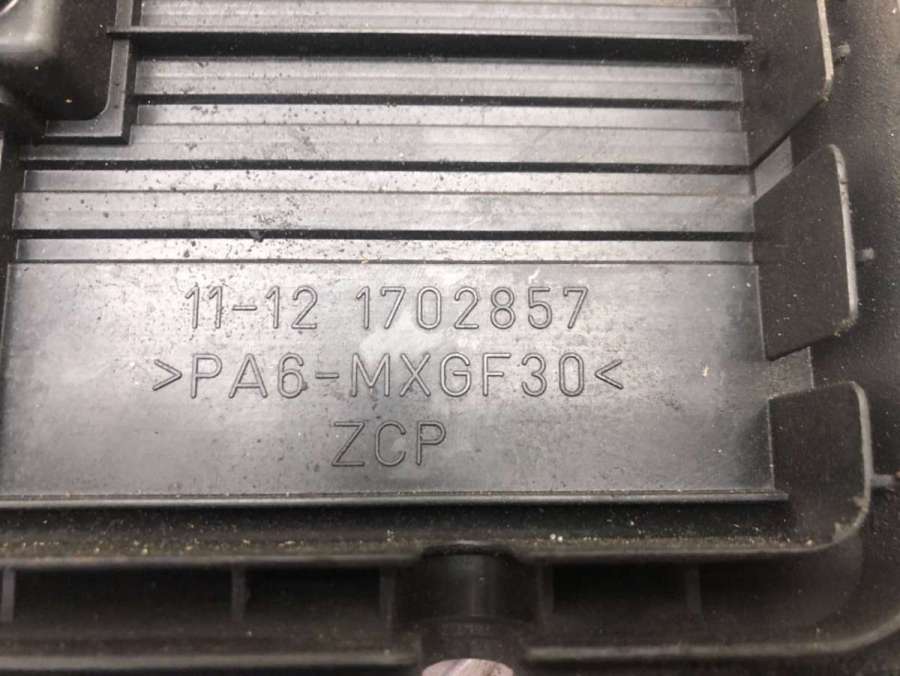 11-12 1702857
>PA6-MXGF30<
ZCP